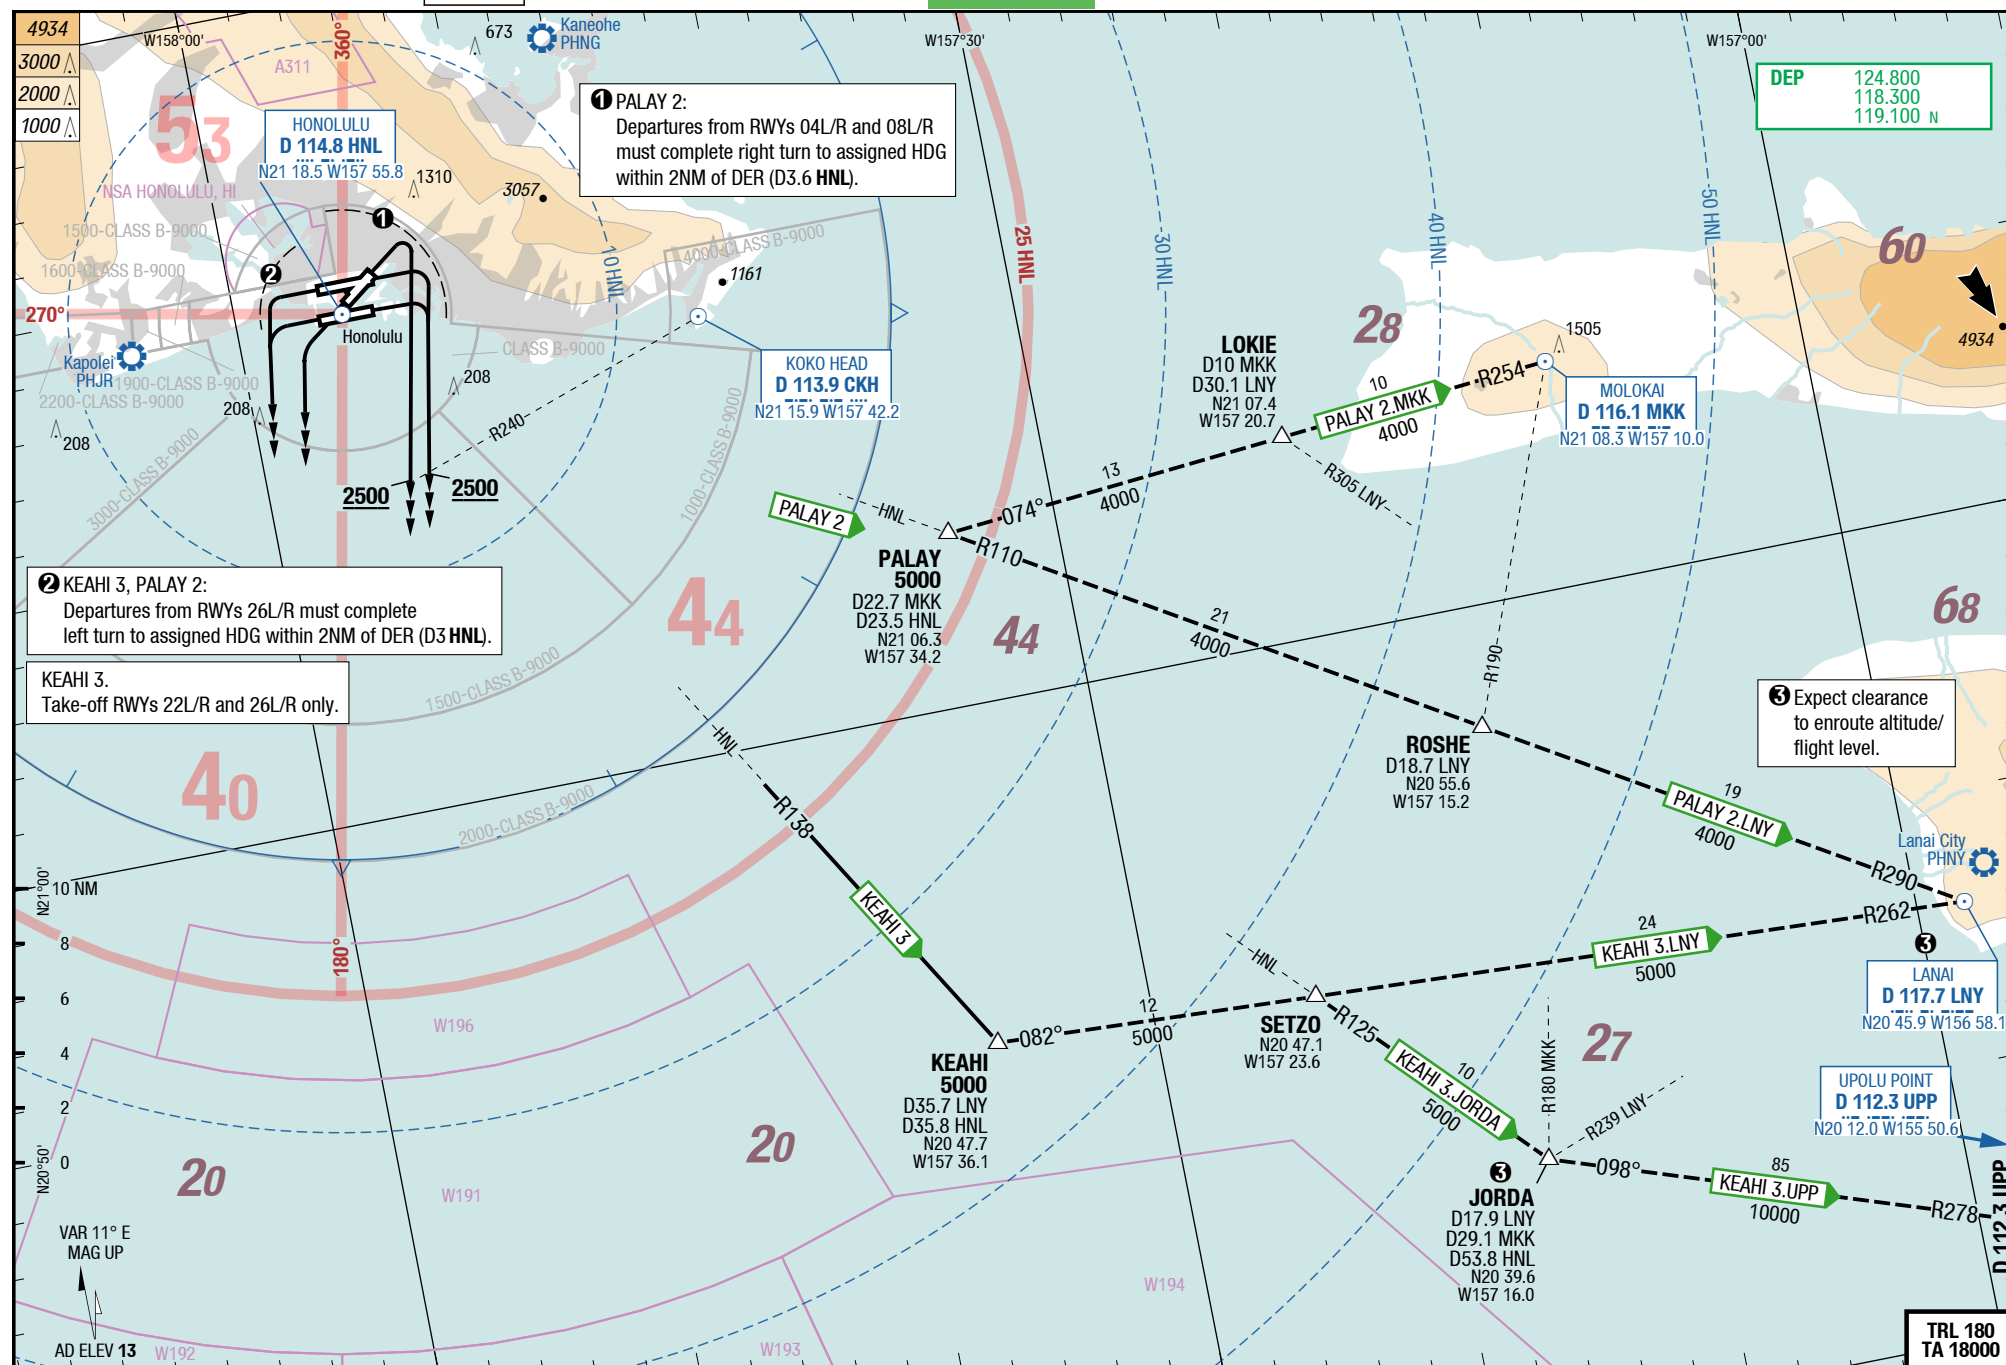 4934
3000
2000
1000
W158°00'
360°
A311
673
Kaneohe
PHNG
W157°30'
W157°00'
DEP 124.800
118.300
119.100 N
53
HONOLULU
D 114.8 HNL
N21 18.5 W157 55.8
1 PALAY 2:
Departures from RWYs 04L/R and 08L/R
must complete right turn to assigned HDG
within 2NM of DER (D3.6 HNL).
NSA HONOLULU, HI
1310
3057
1500-CLASS B-9000
1600-CLASS B-9000
1
2
270°
Honolulu
Kapolei
PHJR
1900-CLASS B-9000
2200-CLASS B-9000
208
208
208
3000-CLASS B-9000
CLASS B-9000
4000-CLASS B-9000
1161
10 HNL
25 HNL
30 HNL
40 HNL
50 HNL
R240
2500
2500
KOKO HEAD
D 113.9 CKH
N21 15.9 W157 42.2
1000-CLASS B-9000
LOKIE
D10 MKK
D30.1 LNY
N21 07.4
W157 20.7
28
10
PALAY 2.MKK
4000
R254
1505
60
4934
MOLOKAI
D 116.1 MKK
N21 08.3 W157 10.0
R305 LNY
13
4000
074°
PALAY 2
HNL
R110
PALAY
5000
D22.7 MKK
D23.5 HNL
N21 06.3
W157 34.2
44
44
21
4000
R190
68
2 KEAHI 3, PALAY 2:
Departures from RWYs 26L/R must complete
left turn to assigned HDG within 2NM of DER (D3 HNL).
KEAHI 3.
Take-off RWYs 22L/R and 26L/R only.
1500-CLASS B-9000
2000-CLASS B-9000
40
HNL
R138
KEAHI 3
ROSHE
D18.7 LNY
N20 55.6
W157 15.2
3 Expect clearance
to enroute altitude/
flight level.
19
PALAY 2.LNY
4000
Lanai City
PHNY
R290
R262
24
KEAHI 3.LNY
5000
3
LANAI
D 117.7 LNY
N20 45.9 W156 58.1
N21°00'
10 NM
8
6
4
2
0
N20°50'
180°
W196
HNL
12
5000
082°
SETZO
N20 47.1
W157 23.6
KEAHI
5000
D35.7 LNY
D35.8 HNL
N20 47.7
W157 36.1
R125
10
KEAHI 3.JORDA
5000
R180 MKK
R239 LNY
27
UPOLU POINT
D 112.3 UPP
N20 12.0 W155 50.6
20
20
W191
3
JORDA
D17.9 LNY
D29.1 MKK
D53.8 HNL
N20 39.6
W157 16.0
098°
85
KEAHI 3.UPP
10000
R278
D 112.3 UPP
VAR 11° E
MAG UP
AD ELEV 13
W192
W193
W194
TRL 180
TA 18000